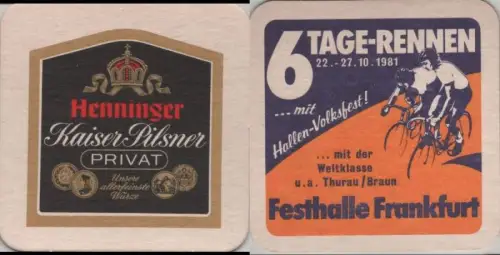 Henninger
Kaiser Pilsner
PRIVAT
Unsere
allerfeinste
Würze
6 TAGE-RENNEN
22.-27.10.1981
...mit
Hallen-Volksfest!
...mit der
Weltklasse
u.a. Thurau/Braun
Festhalle Frankfurt